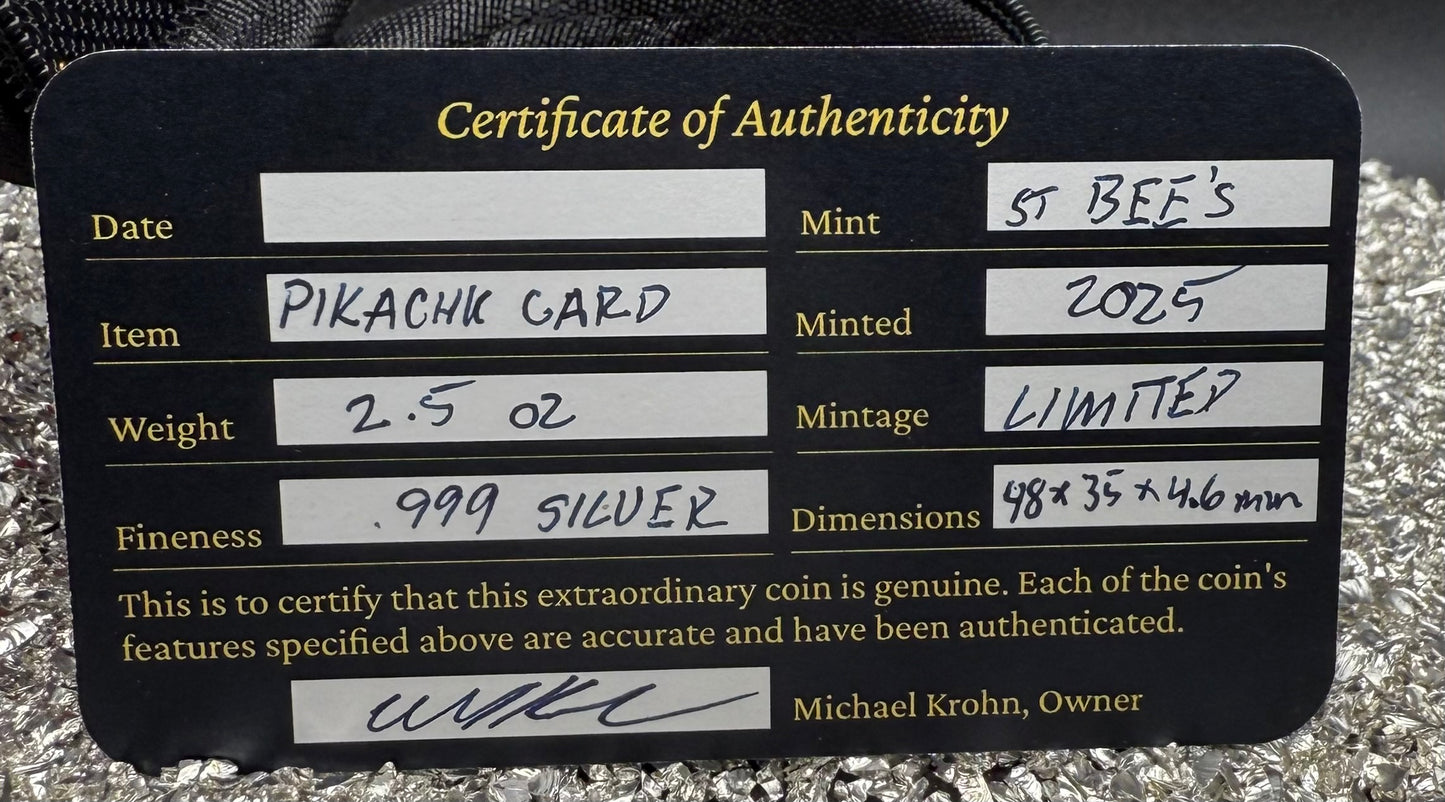 Certificate of Authenticity
Date
Mint ST BEE'S
Item PIKACHK CARD
Minted 2025
Weight 2.5 OZ
Mintage LIMITED
Fineness .999 SILVER
Dimensions 48x35x4.6mm
This is to certify that this extraordinary coin is genuine. Each of the coin's
features specified above are accurate and have been authenticated.
Michael Krohn, Owner